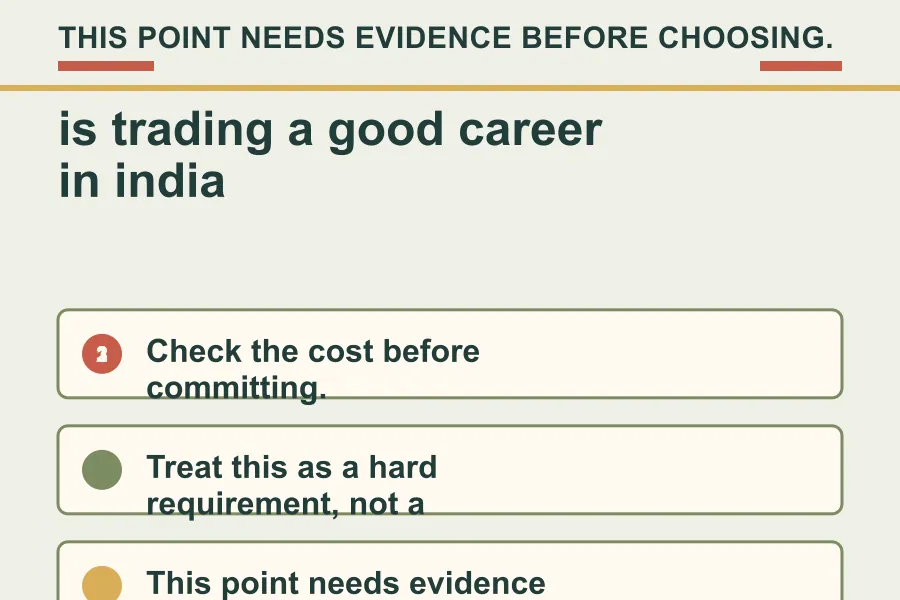 THIS POINT NEEDS EVIDENCE BEFORE CHOOSING.
is trading a good career
in india
Check the cost before
committing.
Treat this as a hard
requirement, not a
This point needs evidence